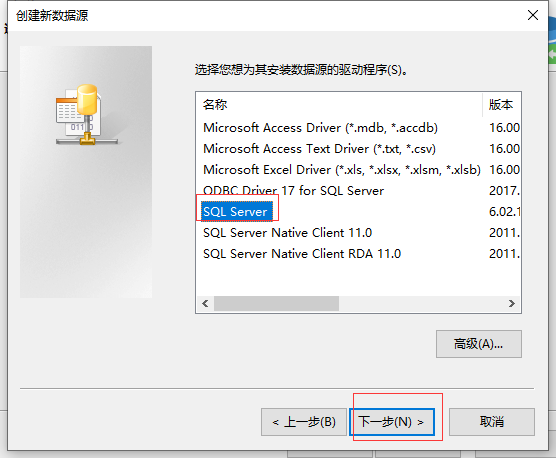 创建新数据源
选择您想为其安装数据源的驱动程序(S)。
名称 版本
Microsoft Access Driver (*.mdb, *.accdb) 16.00
Microsoft Access Text Driver (*.txt, *.csv) 16.00
Microsoft Excel Driver (*.xls, *.xlsx, *.xlsm, *.xlsb) 16.00
ODBC Driver 17 for SQL Server 2017.
SQL Server 6.02.1
SQL Server Native Client 11.0 2011.
SQL Server Native Client RDA 11.0 2011.
高级(A)...
< 上一步(B) 下一步(N) > 取消